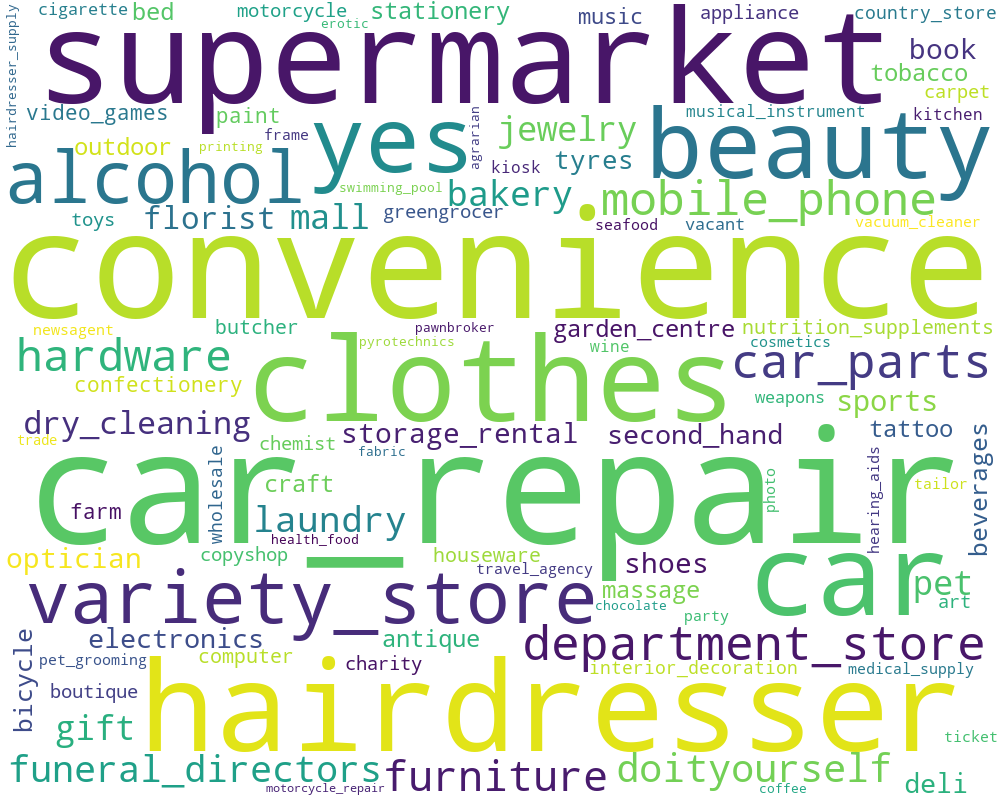 cigarette
bed
motorcycle
erotic
stationery
music
appliance
country_store
hairdresser_supply
supermarket
book
tobacco
carpet
video_games
paint
frame
yes
agrarian
jewelry
musical_instrument
kitchen
beauty
outdoor
printing
alcohol
swimming_pool
kiosk
tyres
bakery
mobile_phone
toys
florist
mall
greengrocer
seafood
vacant
vacuum_cleaner
convenience
newsagent
butcher
pawnbroker
garden_centre
nutrition_supplements
hardware
pyrotechnics
wine
cosmetics
clothes
car_parts
confectionery
weapons
sports
dry_cleaning
trade
chemist
storage_rental
fabric
second_hand
tattoo
beverages
wholesale
car_repair
craft
photo
hearing_aids
tailor
farm
laundry
health_food
optician
copyshop
houseware
travel_agency
shoes
car
pet
variety_store
massage
chocolate
party
art
bicycle
electronics
antique
department_store
pet_grooming
computer
charity
interior_decoration
medical_supply
boutique
hairdresser
gift
ticket
funeral_directors
furniture
doityourself
motorcycle_repair
coffee
deli